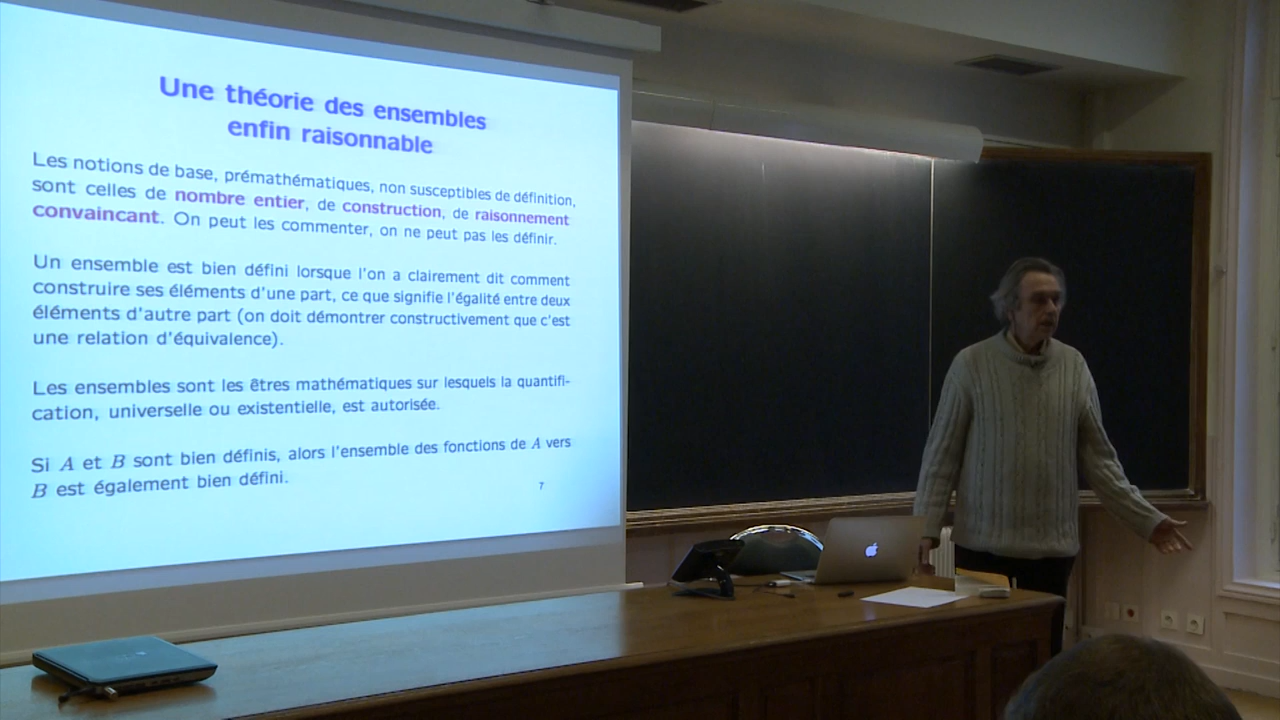 Une théorie des ensembles
enfin raisonnable
Les notions de base, prémathématiques, non susceptibles de définition,
sont celles de nombre entier, de construction, de raisonnement
convaincant. On peut les commenter, on ne peut pas les définir.
Un ensemble est bien défini lorsque l'on a clairement dit comment
construire ses éléments d'une part, ce que signifie l'égalité entre deux
éléments d'autre part (on doit démontrer constructivement que c'est
une relation d'équivalence).
Les ensembles sont les êtres mathématiques sur lesquels la quantifi-
cation, universelle ou existentielle, est autorisée.
Si A et B sont bien définis, alors l'ensemble des fonctions de A vers
B est également bien défini.
7